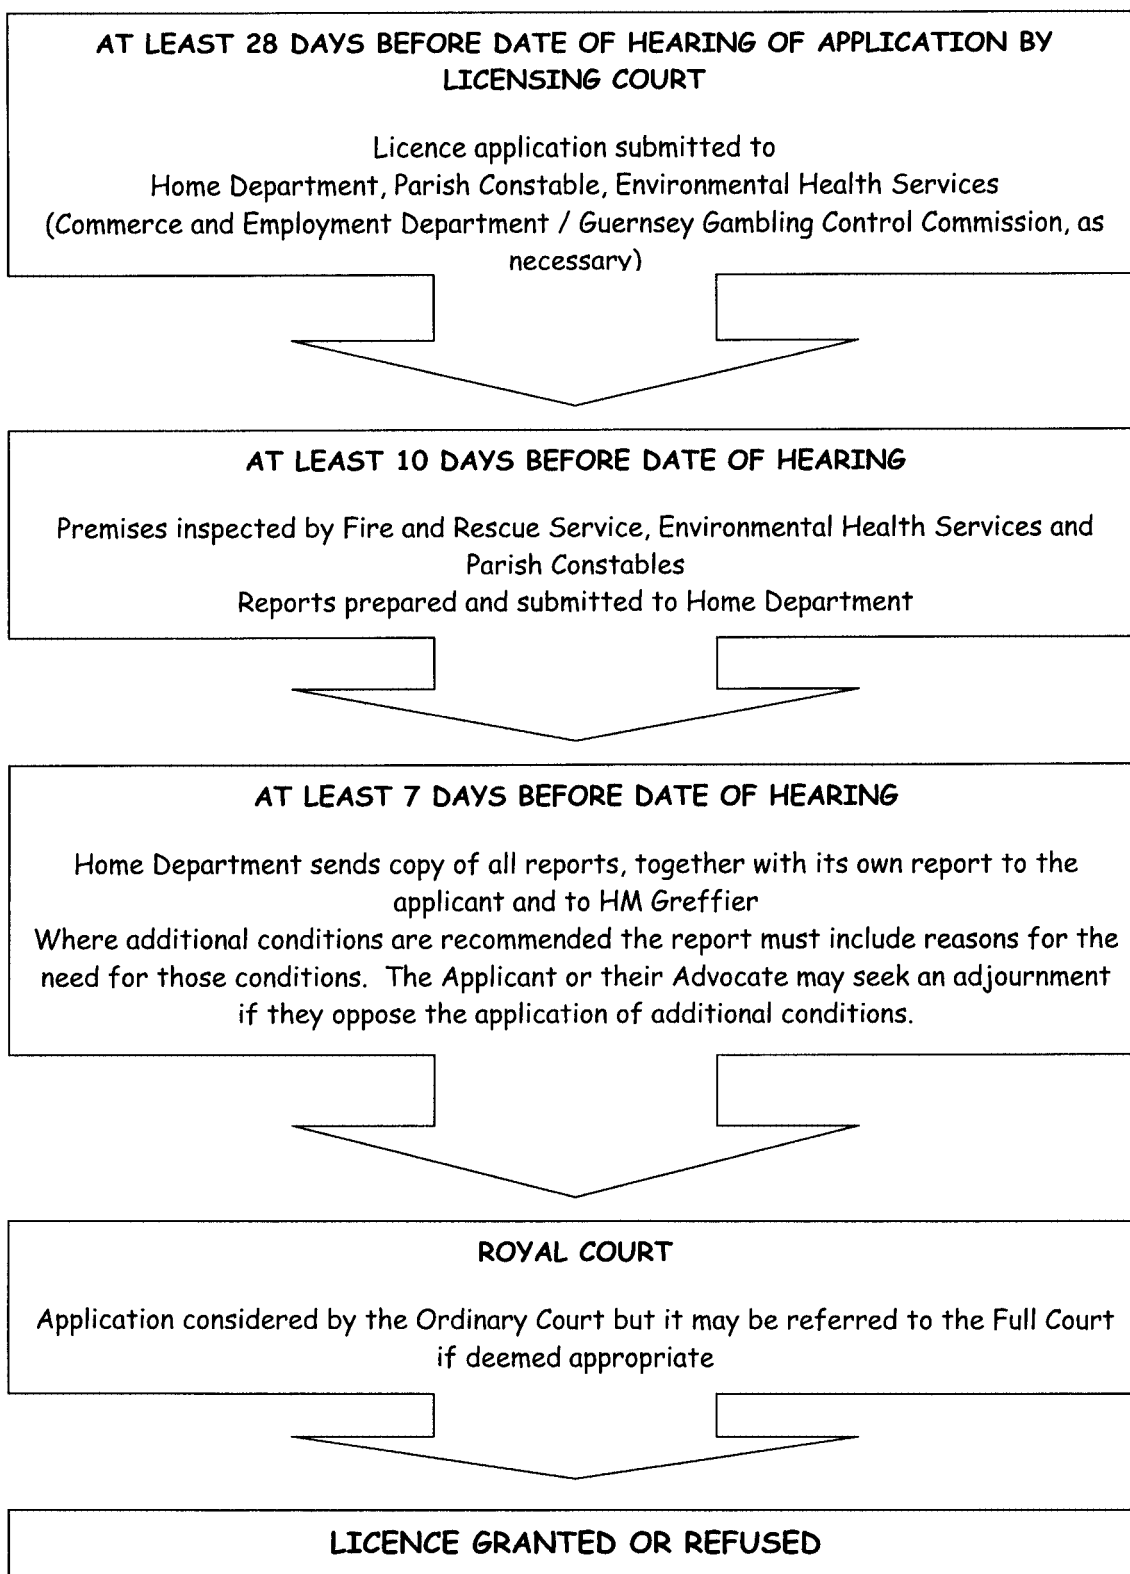 AT LEAST 28 DAYS BEFORE DATE OF HEARING OF APPLICATION BY
LICENSING COURT
Licence application submitted to
Home Department, Parish Constable, Environmental Health Services
(Commerce and Employment Department / Guernsey Gambling Control Commission, as
necessary)
AT LEAST 10 DAYS BEFORE DATE OF HEARING
Premises inspected by Fire and Rescue Service, Environmental Health Services and
Parish Constables
Reports prepared and submitted to Home Department
AT LEAST 7 DAYS BEFORE DATE OF HEARING
Home Department sends copy of all reports, together with its own report to the
applicant and to HM Greffier
Where additional conditions are recommended the report must include reasons for the
need for those conditions. The Applicant or their Advocate may seek an adjournment
if they oppose the application of additional conditions.
ROYAL COURT
Application considered by the Ordinary Court but it may be referred to the Full Court
if deemed appropriate
LICENCE GRANTED OR REFUSED